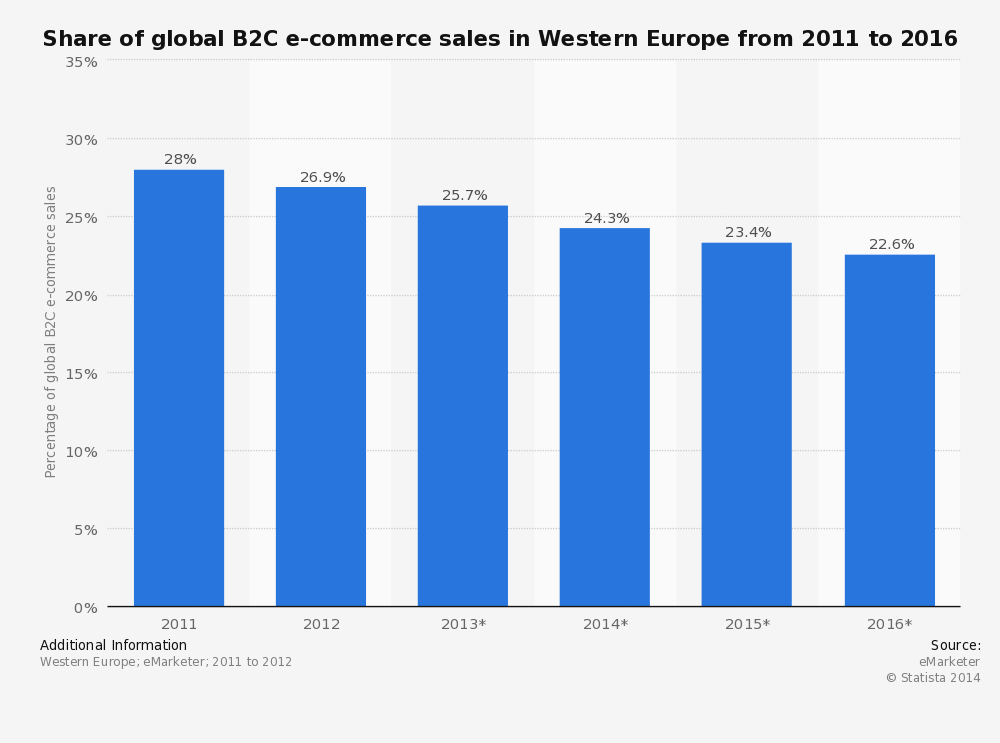 Share of global B2C e-commerce sales in Western Europe from 2011 to 2016
Percentage of global B2C e-commerce sales
35%
30%
25%
20%
15%
10%
5%
0%
28%
26.9%
25.7%
24.3%
23.4%
22.6%
2011
2012
2013*
2014*
2015*
2016*
Additional Information
Western Europe; eMarketer; 2011 to 2012
Source:
eMarketer
© Statista 2014